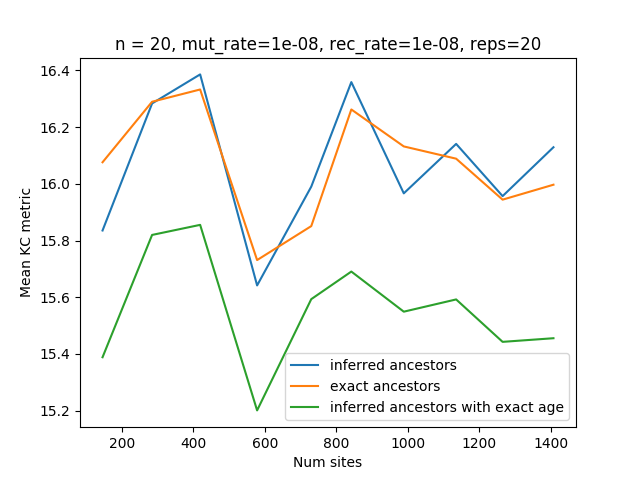 n = 20, mut_rate=1e-08, rec_rate=1e-08, reps=20
16.4
16.2
16.0
15.8
15.6
15.4
15.2
Mean KC metric
inferred ancestors
exact ancestors
inferred ancestors with exact age
200
400
600
800
1000
1200
1400
Num sites